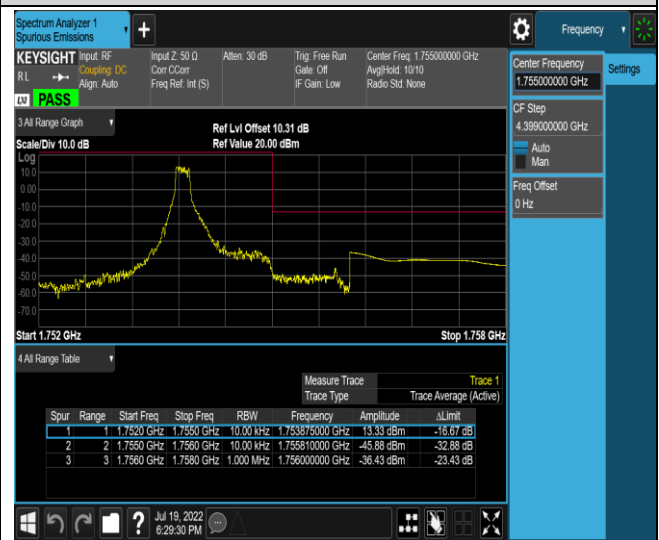 Spectrum Analyzer 1
Spurious Emissions
+
Frequency
KEYSIGHT Input: RF Input Z: 50 Ω Atten: 30 dB Trig: Free Run Center Freq: 1.755000000 GHz
RL Coupling: DC Corr CCorr Gate: Off Avg|Hold: 10/10
Align: Auto Freq Ref: Int (S) IF Gain: Low Radio Std: None
LXI PASS
Center Frequency
1.755000000 GHz
Settings
CF Step
4.399000000 GHz
Auto
Man
Freq Offset
0 Hz
3 All Range Graph
Ref Lvl Offset 10.31 dB
Scale/Div 10.0 dB Ref Value 20.00 dBm
Log
10.0
0.00
-10.0
-20.0
-30.0
-40.0
-50.0
-60.0
-70.0
Start 1.752 GHz Stop 1.758 GHz
4 All Range Table
Measure Trace Trace 1
Trace Type Trace Average (Active)
Spur Range Start Freq Stop Freq RBW Frequency Amplitude ΔLimit
1 1 1.7520 GHz 1.7550 GHz 10.00 kHz 1.753875000 GHz 13.33 dBm -16.67 dB
2 2 1.7550 GHz 1.7560 GHz 10.00 kHz 1.755810000 GHz -45.88 dBm -32.88 dB
3 3 1.7560 GHz 1.7580 GHz 1.000 MHz 1.756000000 GHz -36.43 dBm -23.43 dB
? Jul 19, 2022
6:29:30 PM